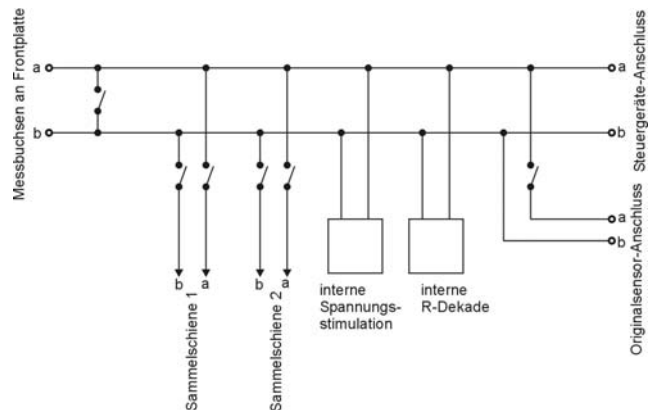 Messbuchsen an Frontplatte
a
b
a
b
Steuergeräte-Anschluss
a
b
Originalsensor-Anschluss
b
a
Sammelschiene 1
b
a
Sammelschiene 2
interne
Spannungs-
stimulation
interne
R-Dekade